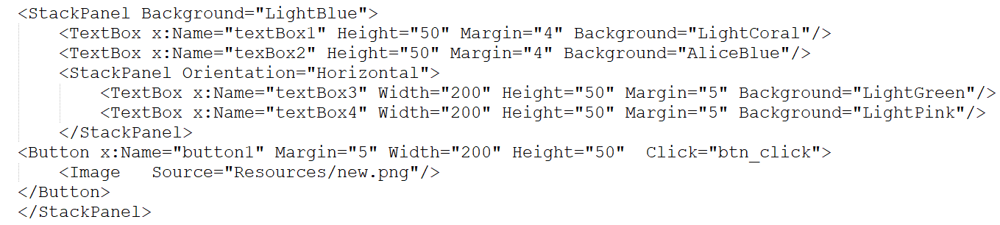 <StackPanel Background="LightBlue">
    <TextBox x:Name="textBox1" Height="50" Margin="4" Background="LightCoral"/>
    <TextBox x:Name="texBox2" Height="50" Margin="4" Background="AliceBlue"/>
    <StackPanel Orientation="Horizontal">
        <TextBox x:Name="textBox3" Width="200" Height="50" Margin="5" Background="LightGreen"/>
        <TextBox x:Name="textBox4" Width="200" Height="50" Margin="5" Background="LightPink"/>
    </StackPanel>
<Button x:Name="button1" Margin="5" Width="200" Height="50"  Click="btn_click">
    <Image   Source="Resources/new.png"/>
</Button>
</StackPanel>